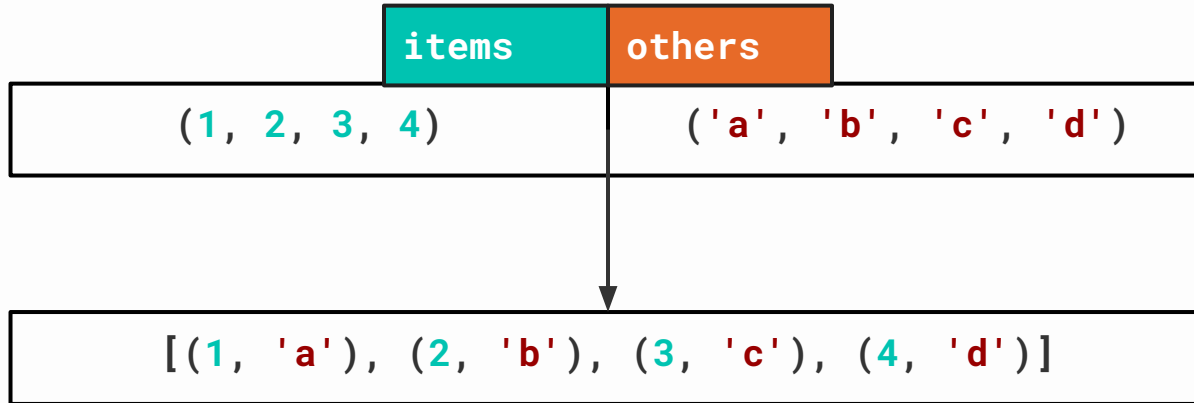 items others
(1, 2, 3, 4) ('a', 'b', 'c', 'd')
[(1, 'a'), (2, 'b'), (3, 'c'), (4, 'd')]